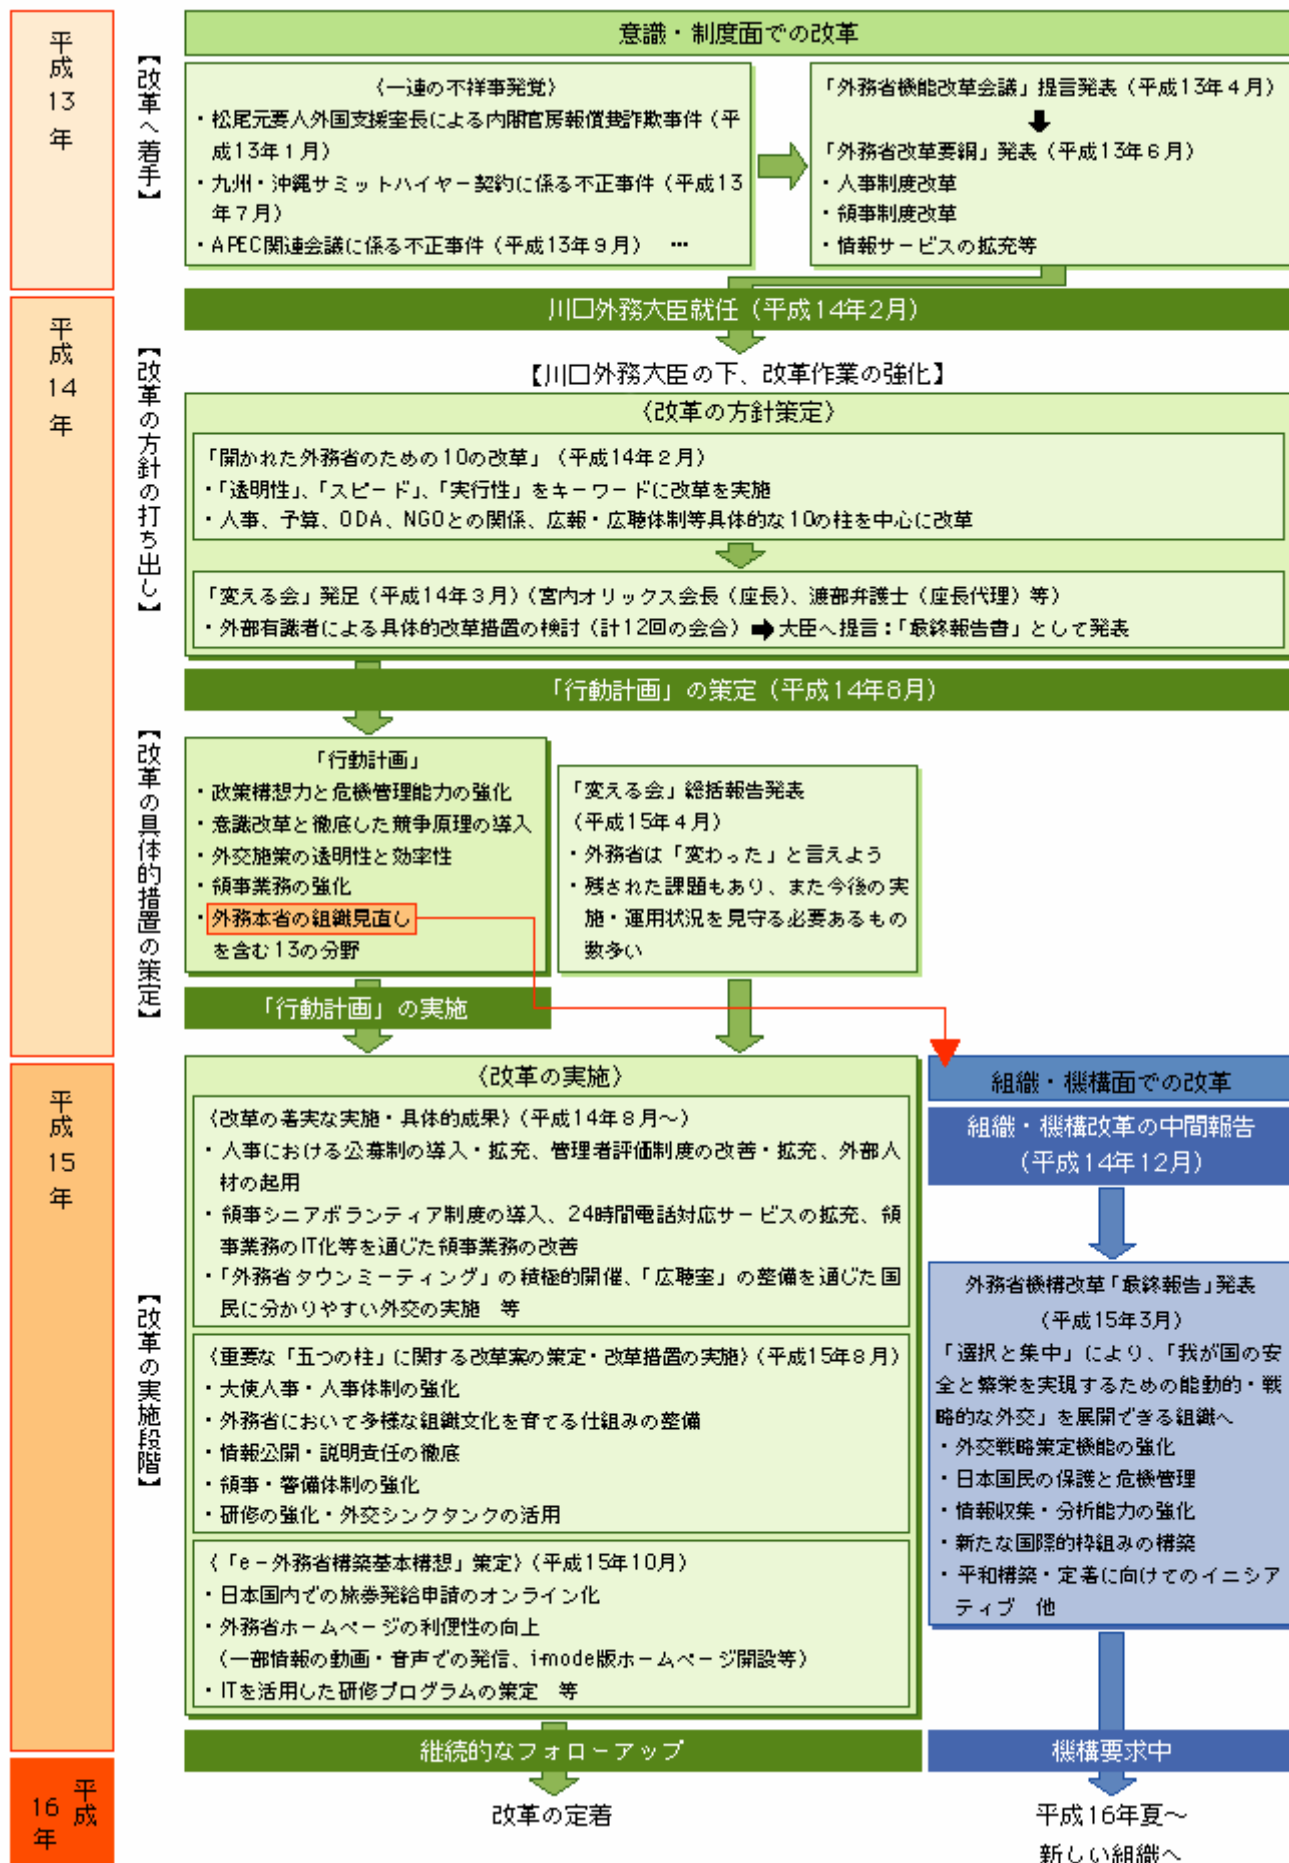 平成13年
【改革へ着手】
意識・制度面での改革
〈一連の不祥事発覚〉
・松尾元要人外国支援室長による内閣官房報償費詐欺事件（平
成13年１月）
・九州・沖縄サミットハイヤー契約に係る不正事件（平成13
年７月）
・APEC関連会議に係る不正事件（平成13年９月）　…
「外務省機能改革会議」提言発表（平成13年４月）
「外務省改革要綱」発表（平成13年６月）
・人事制度改革
・領事制度改革
・情報サービスの拡充等
平成14年
川口外務大臣就任（平成14年2月）
【改革の方針の打ち出し】
【川口外務大臣の下、改革作業の強化】
〈改革の方針策定〉
「開かれた外務省のための10の改革」（平成14年２月）
・「透明性」、「スピード」、「実行性」をキーワードに改革を実施
・人事、予算、ODA、NGOとの関係、広報・広聴体制等具体的な10の柱を中心に改革
「変える会」発足（平成14年３月）（宮内オリックス会長（座長）、渡部弁護士（座長代理）等）
・外部有識者による具体的改革措置の検討（計12回の会合）➡大臣へ提言：「最終報告書」として発表
「行動計画」の策定（平成14年8月）
【改革の具体的措置の策定】
「行動計画」
・政策構想力と危機管理能力の強化
・意識改革と徹底した競争原理の導入
・外交施策の透明性と効率性
・領事業務の強化
・外務本省の組織見直し
を含む13の分野
「変える会」総括報告発表
（平成15年４月）
・外務省は「変わった」と言えよう
・残された課題もあり、また今後の実
施・運用状況を見守る必要あるもの
数多い
「行動計画」の実施
平成15年
【改革の実施段階】
〈改革の実施〉
〈改革の着実な実施・具体的成果〉（平成14年８月～）
・人事における公募制の導入・拡充、管理者評価制度の改善・拡充、外部人
材の起用
・領事シニアボランティア制度の導入、24時間電話対応サービスの拡充、領
事業務のIT化等を通じた領事業務の改善
・「外務省タウンミーティング」の積極的開催、「広聴室」の整備を通じた国
民に分かりやすい外交の実施　等
〈重要な「五つの柱」に関する改革案の策定・改革措置の実施〉（平成15年８月）
・大使人事・人事体制の強化
・外務省において多様な組織文化を育てる仕組みの整備
・情報公開・説明責任の徹底
・領事・警備体制の強化
・研修の強化・外交シンクタンクの活用
〈「e－外務省構築基本構想」策定〉（平成15年10月）
・日本国内での旅券発給申請のオンライン化
・外務省ホームページの利便性の向上
（一部情報の動画・音声での発信、i-mode版ホームページ開設等）
・ITを活用した研修プログラムの策定　等
組織・機構面での改革
組織・機構改革の中間報告
（平成14年12月）
外務省機構改革「最終報告」発表
（平成15年3月）
「選択と集中」により、「我が国の安
全と繁栄を実現するための能動的・戦
略的な外交」を展開できる組織へ
・外交戦略策定機能の強化
・日本国民の保護と危機管理
・情報収集・分析能力の強化
・新たな国際的枠組みの構築
・平和構築・定着に向けてのイニシア
ティブ　他
継続的なフォローアップ
機構要求中
平成16年
改革の定着
平成16年夏～
新しい組織へ